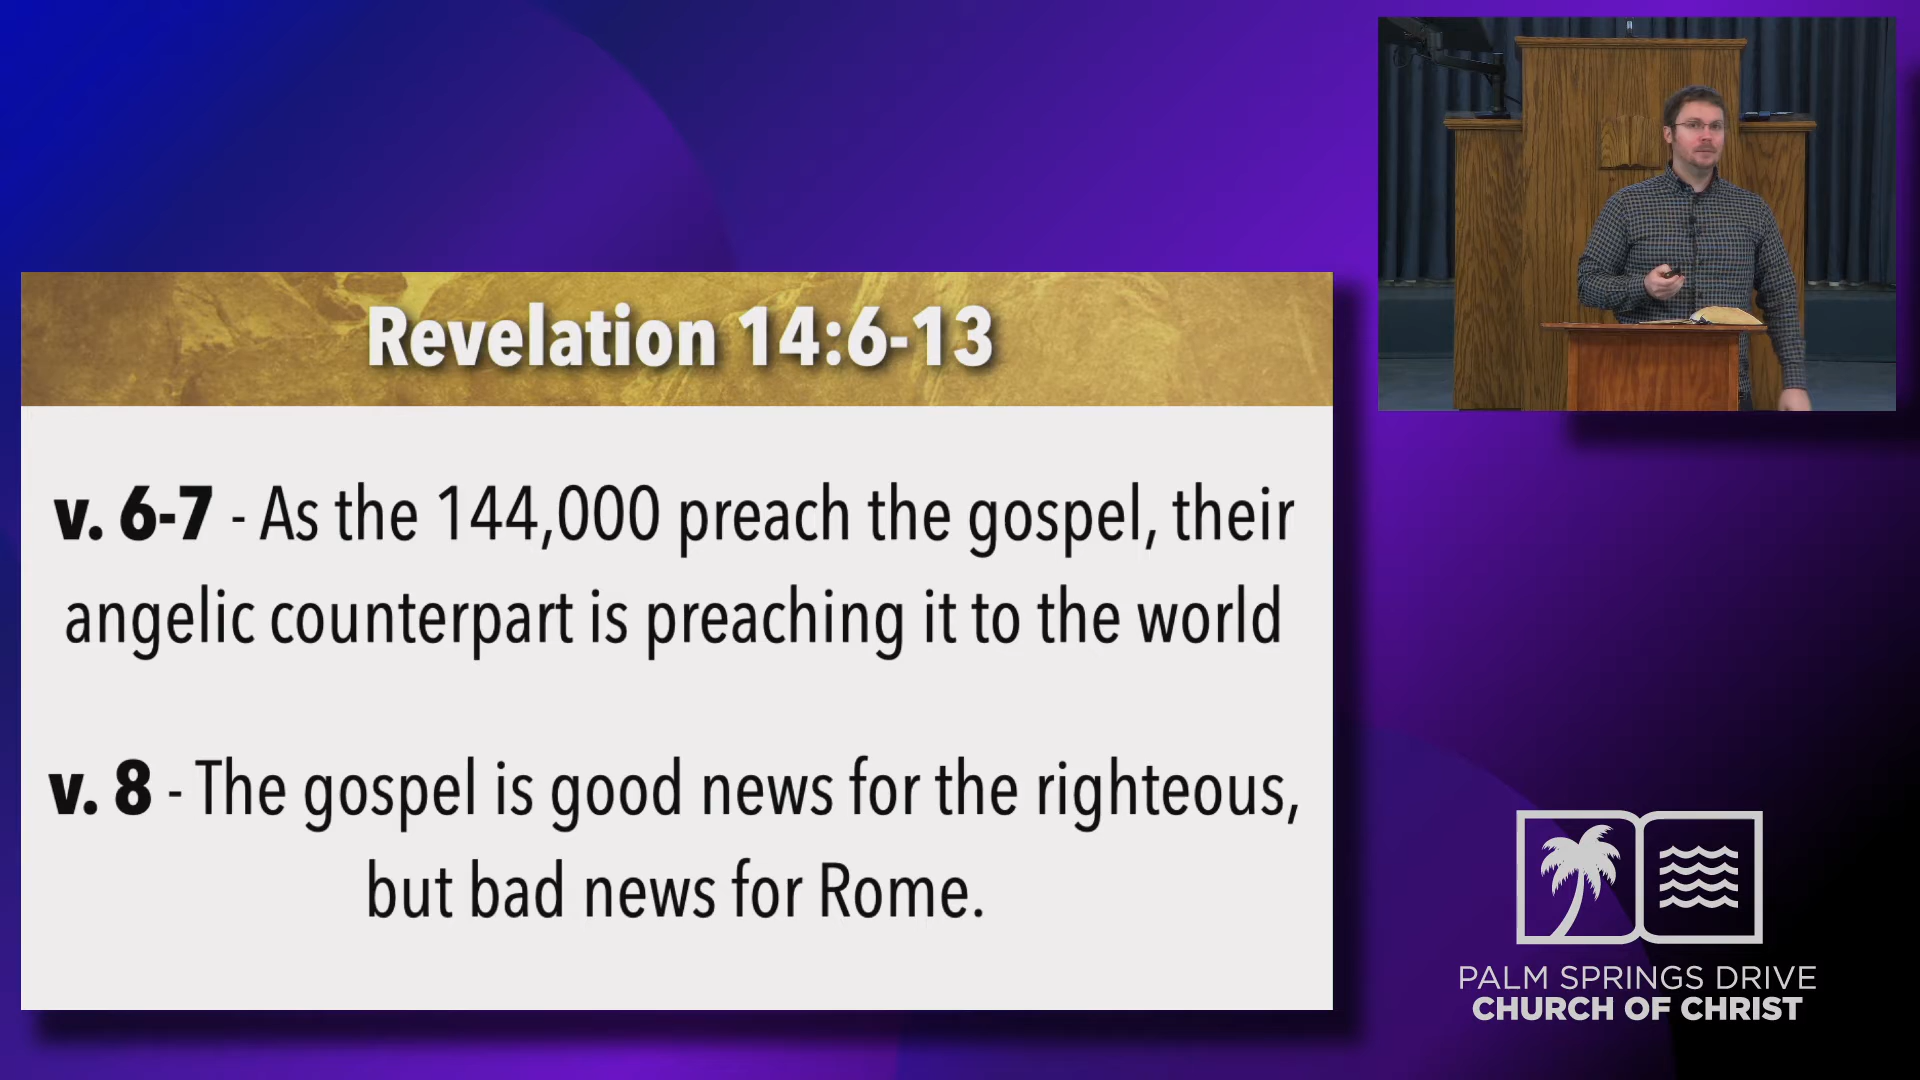 Revelation 14:6-13
v. 6-7 - As the 144,000 preach the gospel, their
angelic counterpart is preaching it to the world
v. 8 - The gospel is good news for the righteous,
but bad news for Rome.
PALM SPRINGS DRIVE
CHURCH OF CHRIST